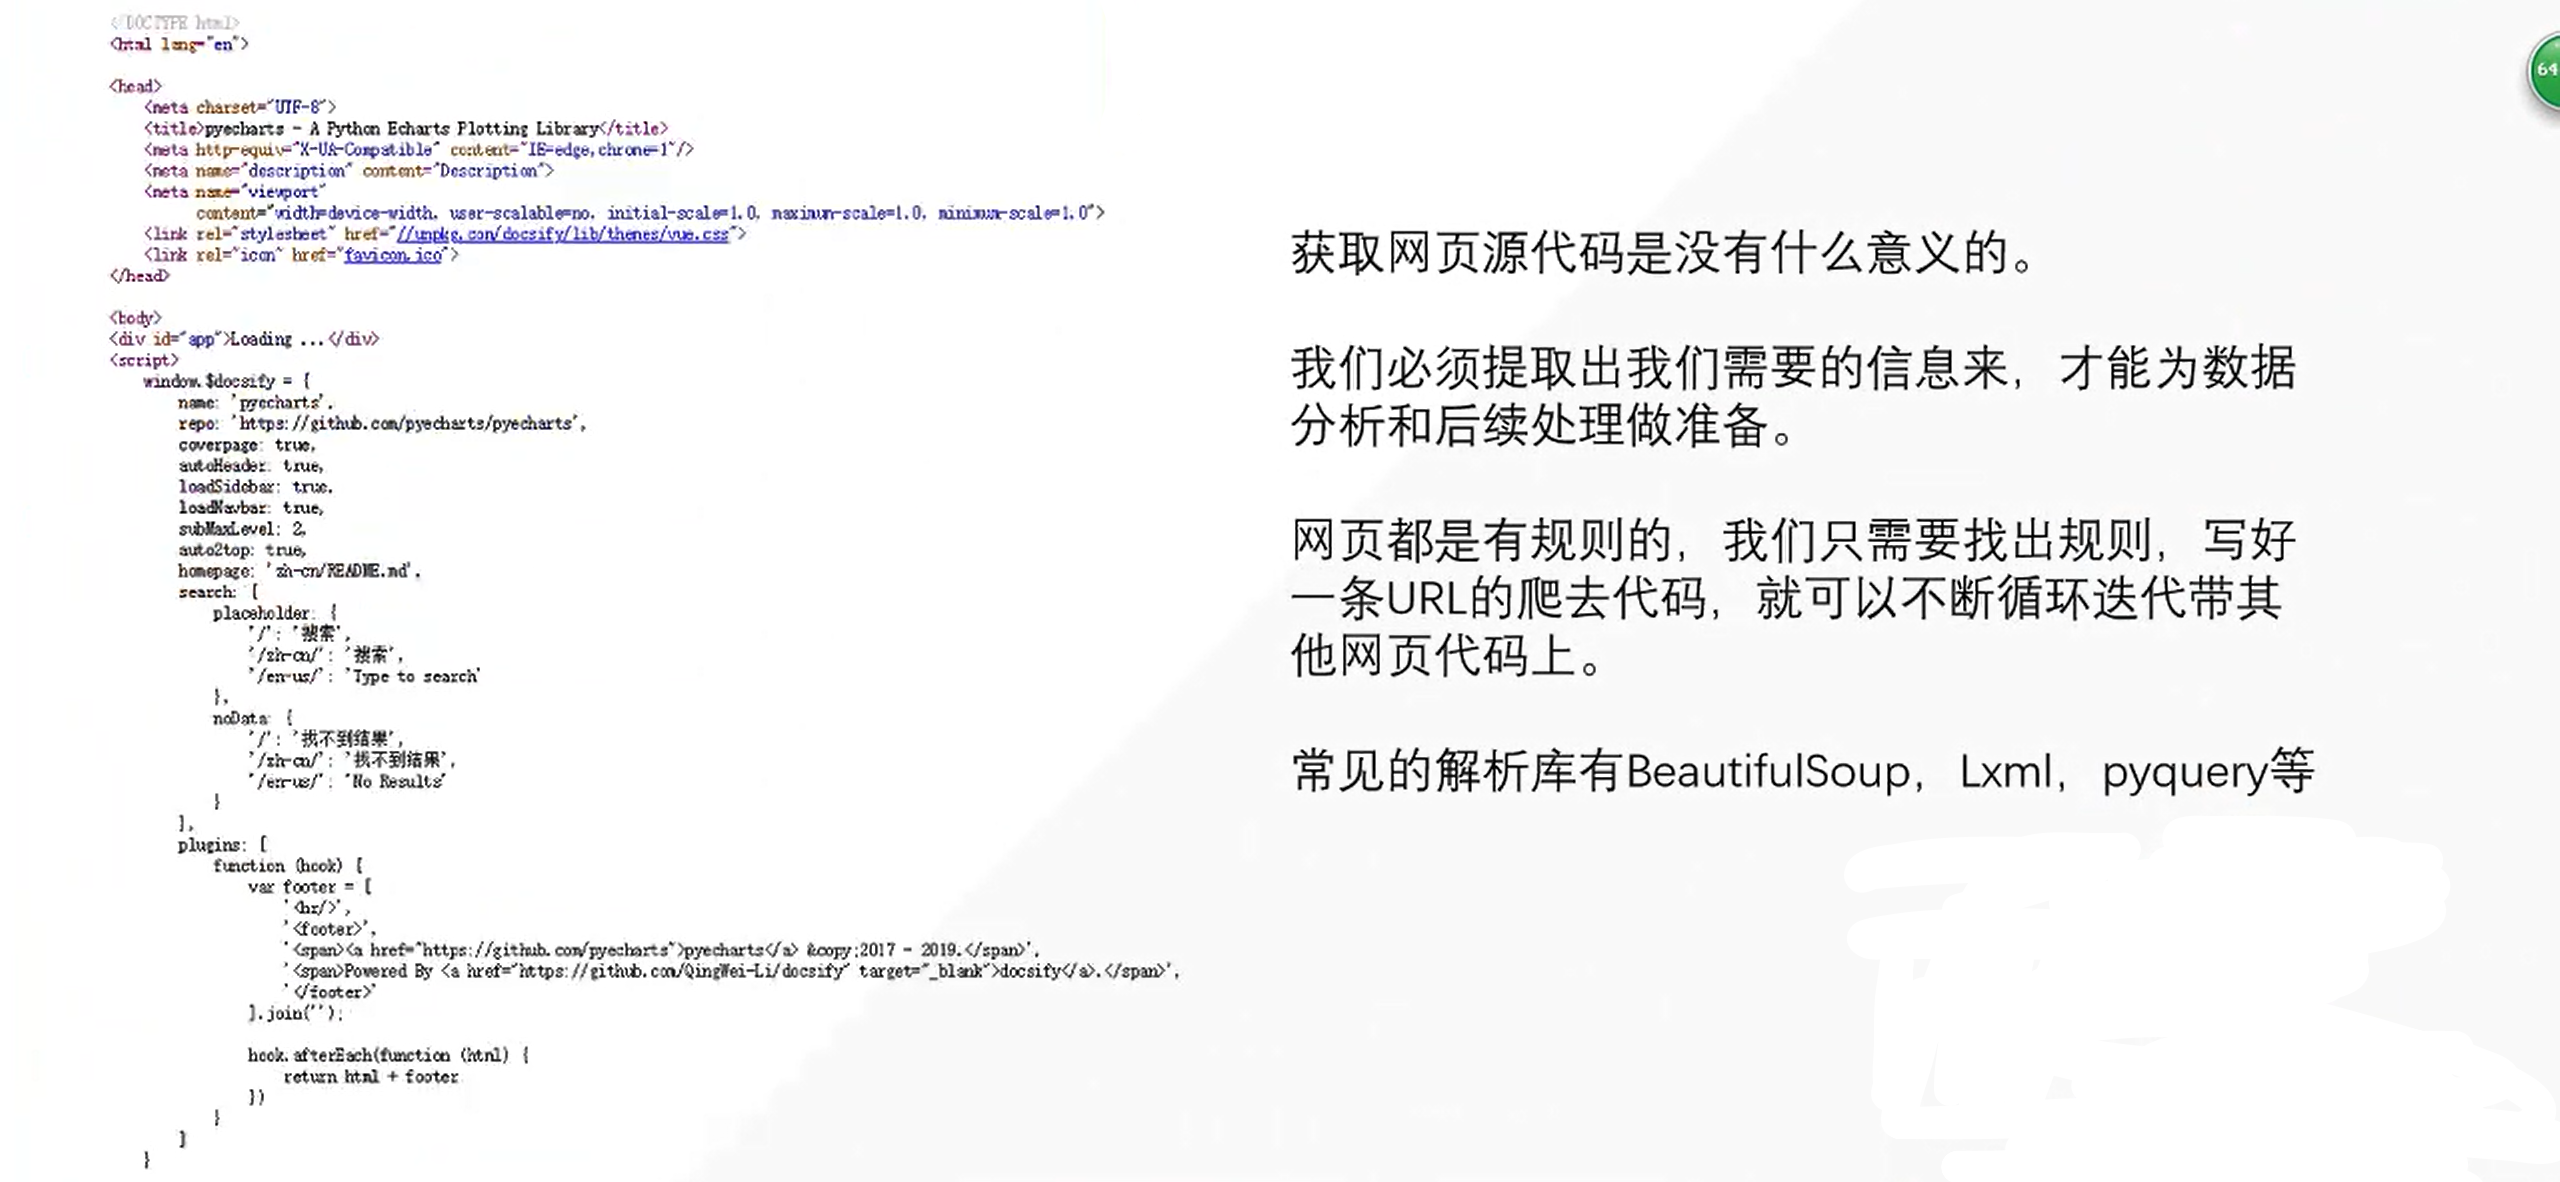 <!DOCTYPE html>
<html lang="en">
<head>
<meta charset="UTF-8">
<title>pyecharts - A Python Echarts Plotting Library</title>
<meta http-equiv="X-UA-Compatible" content="IE=edge,chrome=1"/>
<meta name="description" content="Description">
<meta name="viewport"
content="width=device-width, user-scalable=no, initial-scale=1.0, maximum-scale=1.0, minimum-scale=1.0">
<link rel="stylesheet" href="//unpkg.com/docsify/lib/themes/vue.css">
<link rel="icon" href="favicon.ico">
</head>
<body>
<div id="app">Loading ...</div>
<script>
window.$docsify = {
name: 'pyecharts',
repo: 'https://github.com/pyecharts/pyecharts',
coverpage: true,
autoHeader: true,
loadSidebar: true,
loadNavbar: true,
subMaxLevel: 2,
auto2top: true,
homepage: 'zh-cn/README.md',
search: {
placeholder: {
'/': '搜索',
'/zh-cn/': '搜索',
'/en-us/': 'Type to search'
},
noData: {
'/': '找不到结果',
'/zh-cn/': '找不到结果',
'/en-us/': 'No Results'
}
},
plugins: [
function (hook) {
var footer = [
'<hr/>',
'<footer>',
'<span><a href="https://github.com/pyecharts">pyecharts</a> &copy;2017 - 2019.</span>',
'<span>Powered By <a href="https://github.com/QingWei-Li/docsify" target="_blank">docsify</a>.</span>',
'</footer>'
].join('');
hook.afterEach(function (html) {
return html + footer
})
}
]
}
获取网页源代码是没有什么意义的。
我们必须提取出我们需要的信息来，才能为数据
分析和后续处理做准备。
网页都是有规则的，我们只需要找出规则，写好
一条URL的爬去代码，就可以不断循环迭代带其
他网页代码上。
常见的解析库有BeautifulSoup，Lxml，pyquery等
64